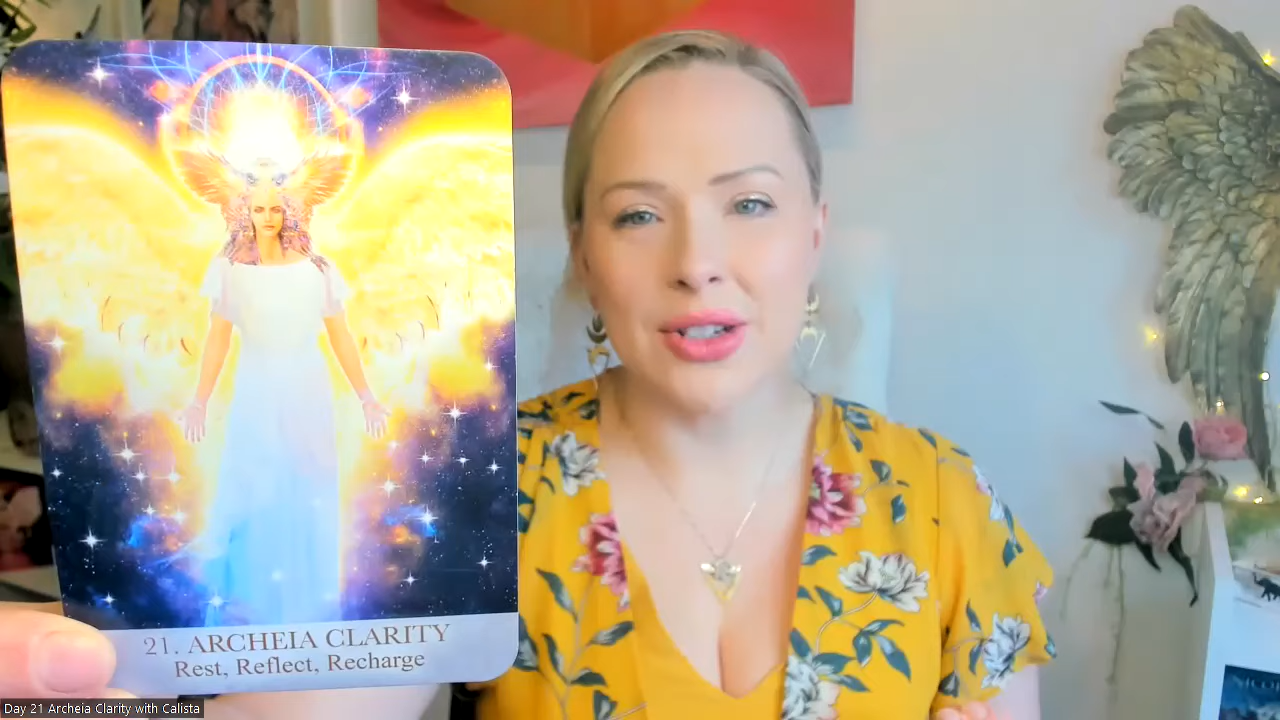 21. ARCHEIA CLARITY
Rest, Reflect, Recharge
Day 21 Archeia Clarity with Calista